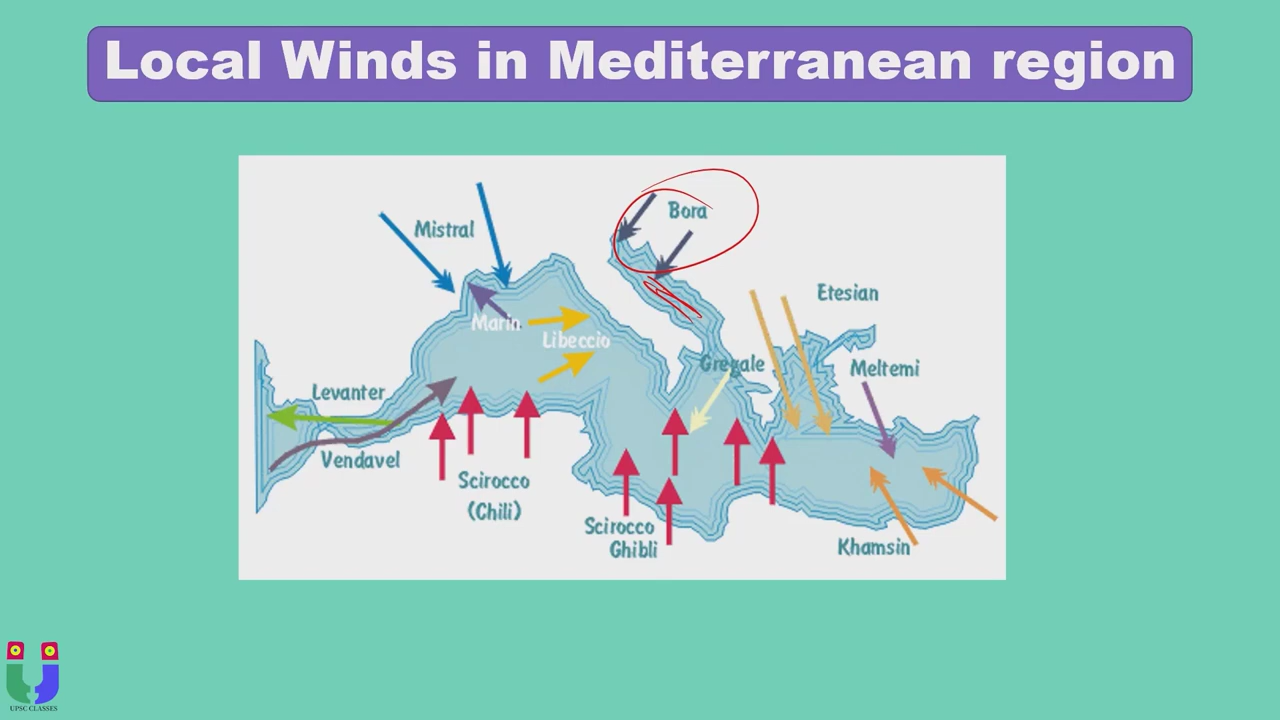 Local Winds in Mediterranean region
Bora
Mistral
Etesian
Marin
Libeccio
Gregale
Meltemi
Levanter
Vendavel
Scirocco
(Chili)
Scirocco
Ghibli
Khamsin
UPSC CLASSES